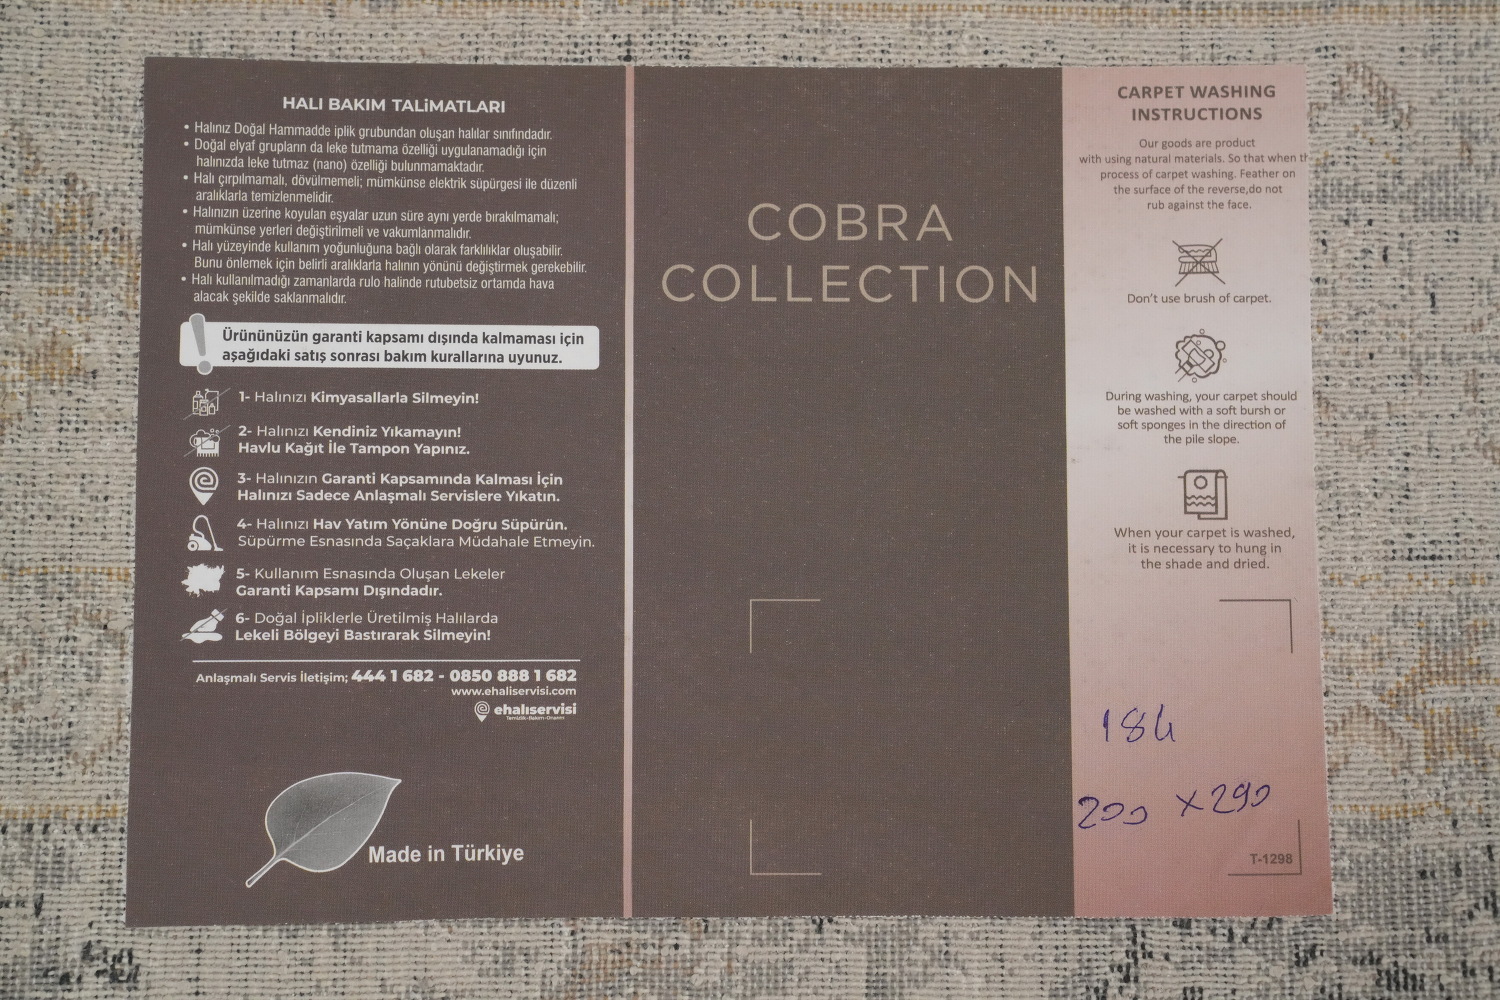 HALI BAKIM TALİMATLARI
• Halınız Doğal Hammadde iplik grubundan oluşan halılar sınıfındadır.
• Doğal elyaf grupların da leke tutmama özelliği uygulanamadığı için
halınızda leke tutmaz (nano) özelliği bulunmamaktadır.
• Halı çırpılmamalı, dövülmemeli; mümkünse elektrik süpürgesi ile düzenli
aralıklarla temizlenmelidir.
• Halınızın üzerine koyulan eşyalar uzun süre aynı yerde bırakılmamalı;
mümkünse yerleri değiştirilmeli ve vakumlanmalıdır.
• Halı yüzeyinde kullanım yoğunluğuna bağlı olarak farklılıklar oluşabilir.
Bunu önlemek için belirli aralıklarla halının yönünü değiştirmek gerekebilir.
• Halı kullanılmadığı zamanlarda rulo halinde rutubetsiz ortamda hava
alacak şekilde saklanmalıdır.
Ürününüzün garanti kapsamı dışında kalmaması için
aşağıdaki satış sonrası bakım kurallarına uyunuz.
1- Halınızı Kimyasallarla Silmeyin!
2- Halınızı Kendiniz Yıkamayın!
Havlu Kağıt İle Tampon Yapınız.
3- Halınızın Garanti Kapsamında Kalması İçin
Halınızı Sadece Anlaşmalı Servislere Yıkatın.
4- Halınızı Hav Yatım Yönüne Doğru Süpürün.
Süpürme Esnasında Saçaklara Müdahale Etmeyin.
5- Kullanım Esnasında Oluşan Lekeler
Garanti Kapsamı Dışındadır.
6- Doğal İpliklerle Üretilmiş Halılarda
Lekeli Bölgeyi Bastırarak Silmeyin!
Anlaşmalı Servis İletişim; 444 1 682 - 0850 888 1 682
www.ehaliservisi.com
ehalıservisi
Temizlik-Bakım-Onarım
Made in Türkiye
COBRA
COLLECTION
CARPET WASHING
INSTRUCTIONS
Our goods are product
with using natural materials. So that when th
process of carpet washing. Feather on
the surface of the reverse,do not
rub against the face.
Don't use brush of carpet.
During washing, your carpet should
be washed with a soft bursh or
soft sponges in the direction of
the pile slope.
When your carpet is washed,
it is necessary to hung in
the shade and dried.
184
200 x 290
T-1298